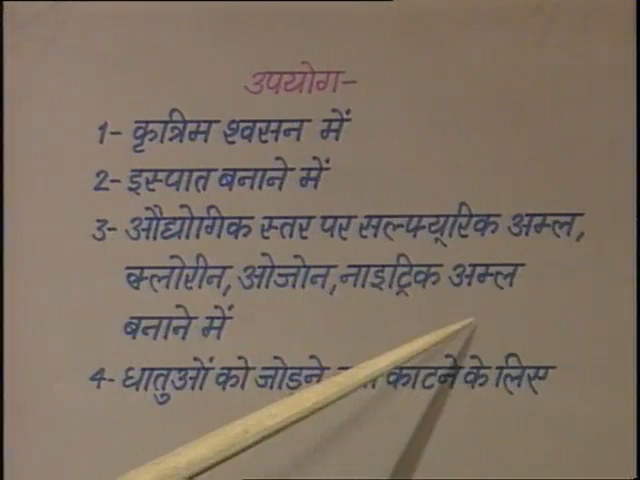 उपयोग-
1- कृत्रिम श्वसन में
2- इस्पात बनाने में
3- औद्योगिक स्तर पर सल्फ्यूरिक अम्ल,
क्लोरीन, ओजोन, नाइट्रिक अम्ल
बनाने में
4- धातुओं को जोड़ने काटने के लिए